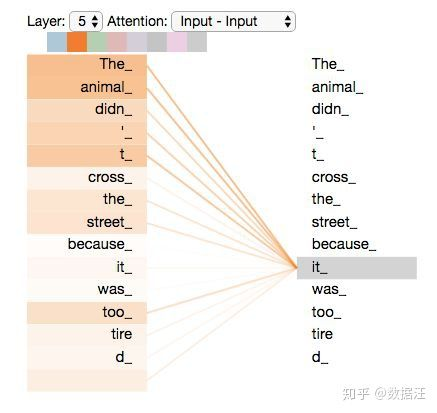 Layer: 5 Attention: Input - Input
The_ The_
animal_ animal_
didn_ didn_
'_ '_
t_ t_
cross_ cross_
the_ the_
street_ street_
because_ because_
it_ it_
was_ was_
too_ too_
tire tire
d_ d_
知乎 @数据汪